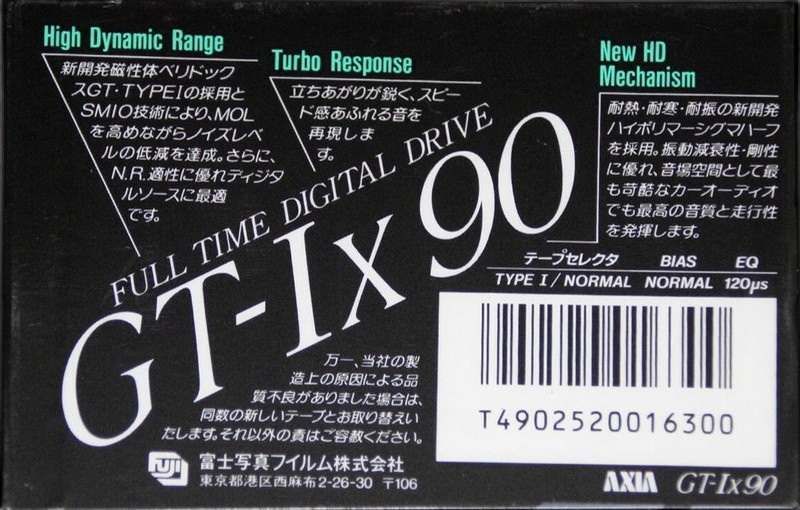 High Dynamic Range
新開発磁性体ベリドック
スGT・TYPEIの採用と
SMIO技術により、MOL
を高めながらノイズレベ
ルの低減を達成。さらに、
N.R.適性に優れディジタ
ルソースに最適
です。
Turbo Response
立ちあがりが鋭く、スピー
ド感あふれる音を
再現しま
す。
New HD
Mechanism
耐熱・耐寒・耐振の新開発
ハイポリマーシグマハーフ
を採用。振動減衰性・剛性
に優れ、音場空間として最
も苛酷なカーオーディオ
でも最高の音質と走行性
を発揮します。
FULL TIME DIGITAL DRIVE
GT-Ix 90
テープセレクタ BIAS EQ
TYPE I / NORMAL NORMAL 120μs
万一、当社の製
造上の原因による品
質不良がありました場合は、
同数の新しいテープとお取り替えい
たします。それ以外の責はご容赦ください。
FUJI
富士写真フイルム株式会社
東京都港区西麻布2-26-30 〒106
T4902520016300
AXIA GT-Ix90